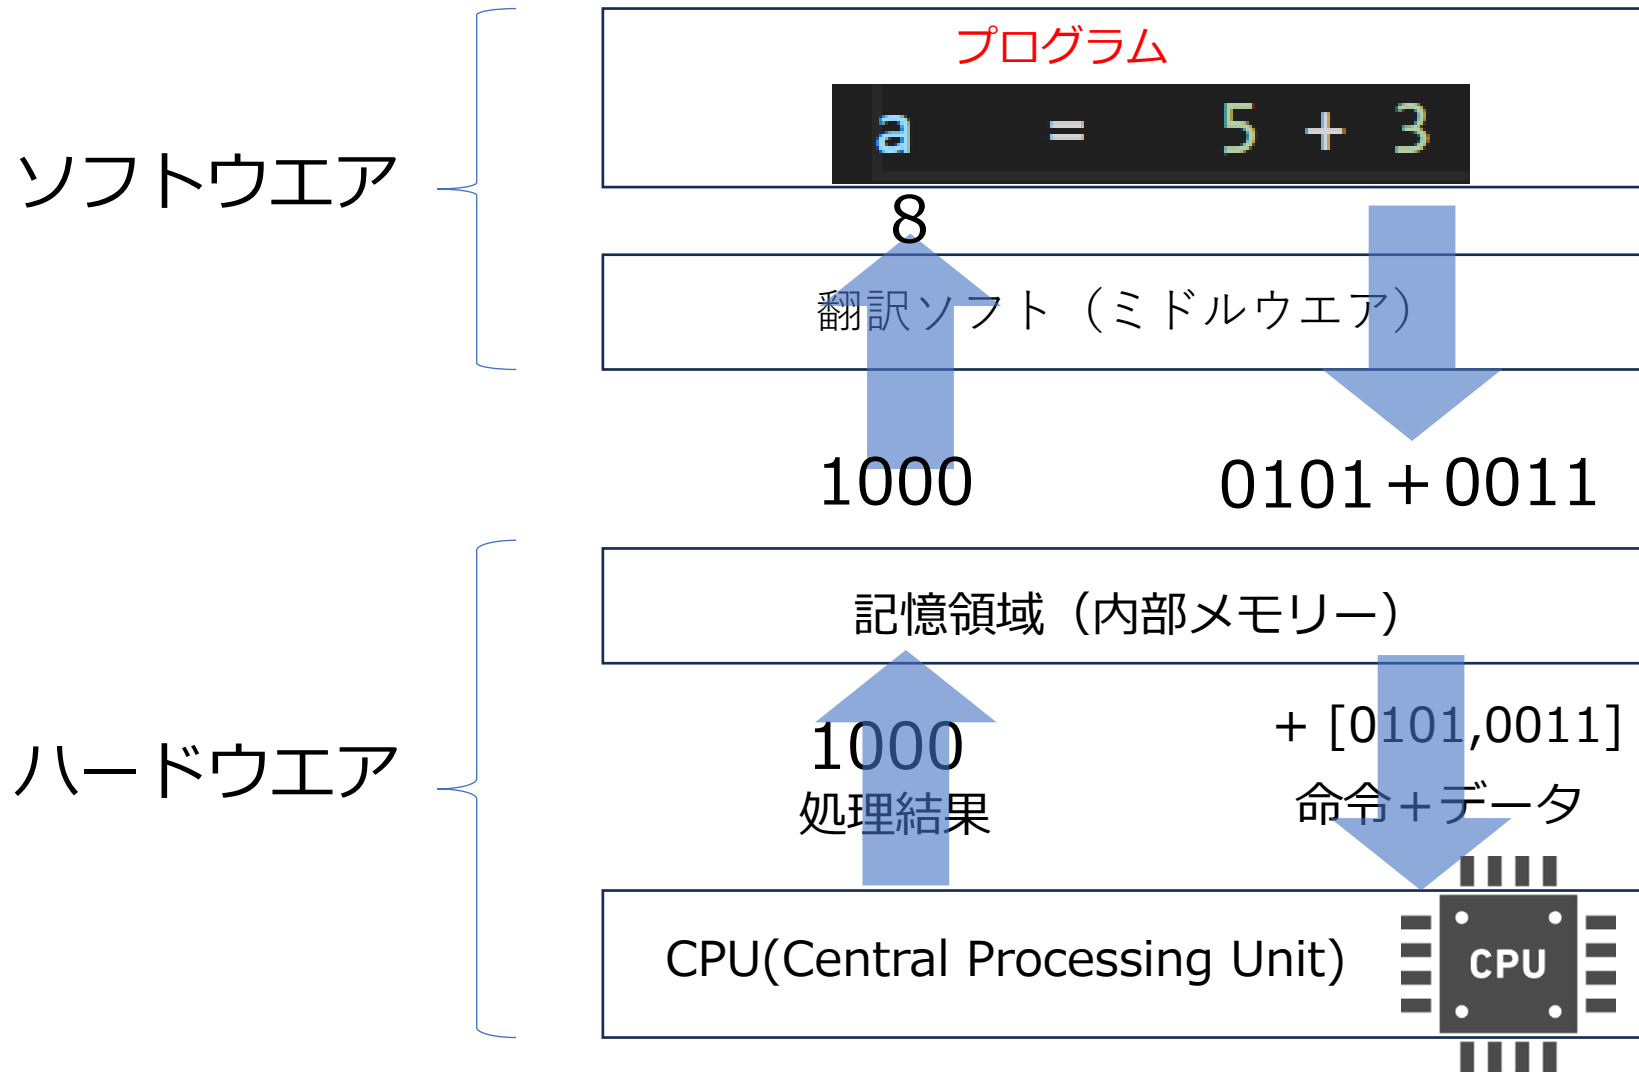 ソフトウエア
プログラム
a = 5 + 3
8
翻訳ソフト（ミドルウエア）
1000
0101＋0011
ハードウエア
記憶領域（内部メモリー）
1000
処理結果
+ [0101,0011]
命令＋データ
CPU(Central Processing Unit)
CPU